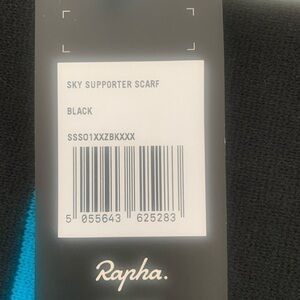 SKY SUPPORTER SCARF
BLACK
SSS01XXZBKXXX
5 055643 625283
Rapha.